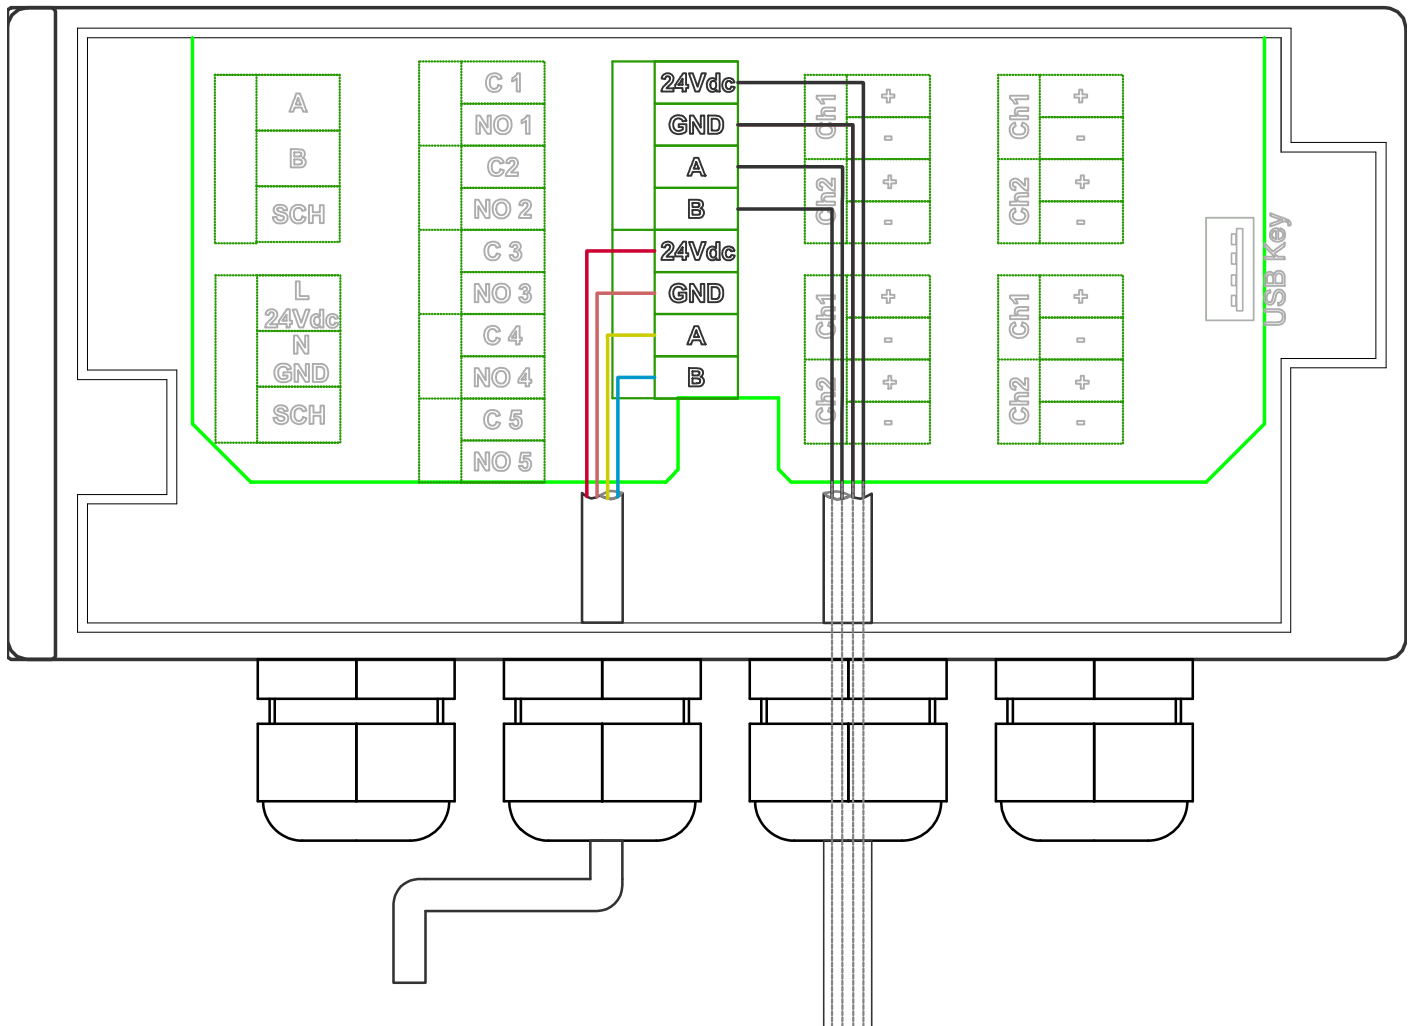 A
B
SCH
L
24Vdc
N
GND
SCH
C 1
NO 1
C2
NO 2
C 3
NO 3
C 4
NO 4
C 5
NO 5
24Vdc
GND
A
B
24Vdc
GND
A
B
Ch1
+
-
Ch2
+
-
Ch1
+
-
Ch2
+
-
Ch1
+
-
Ch2
+
-
Ch1
+
-
Ch2
+
-
USB Key